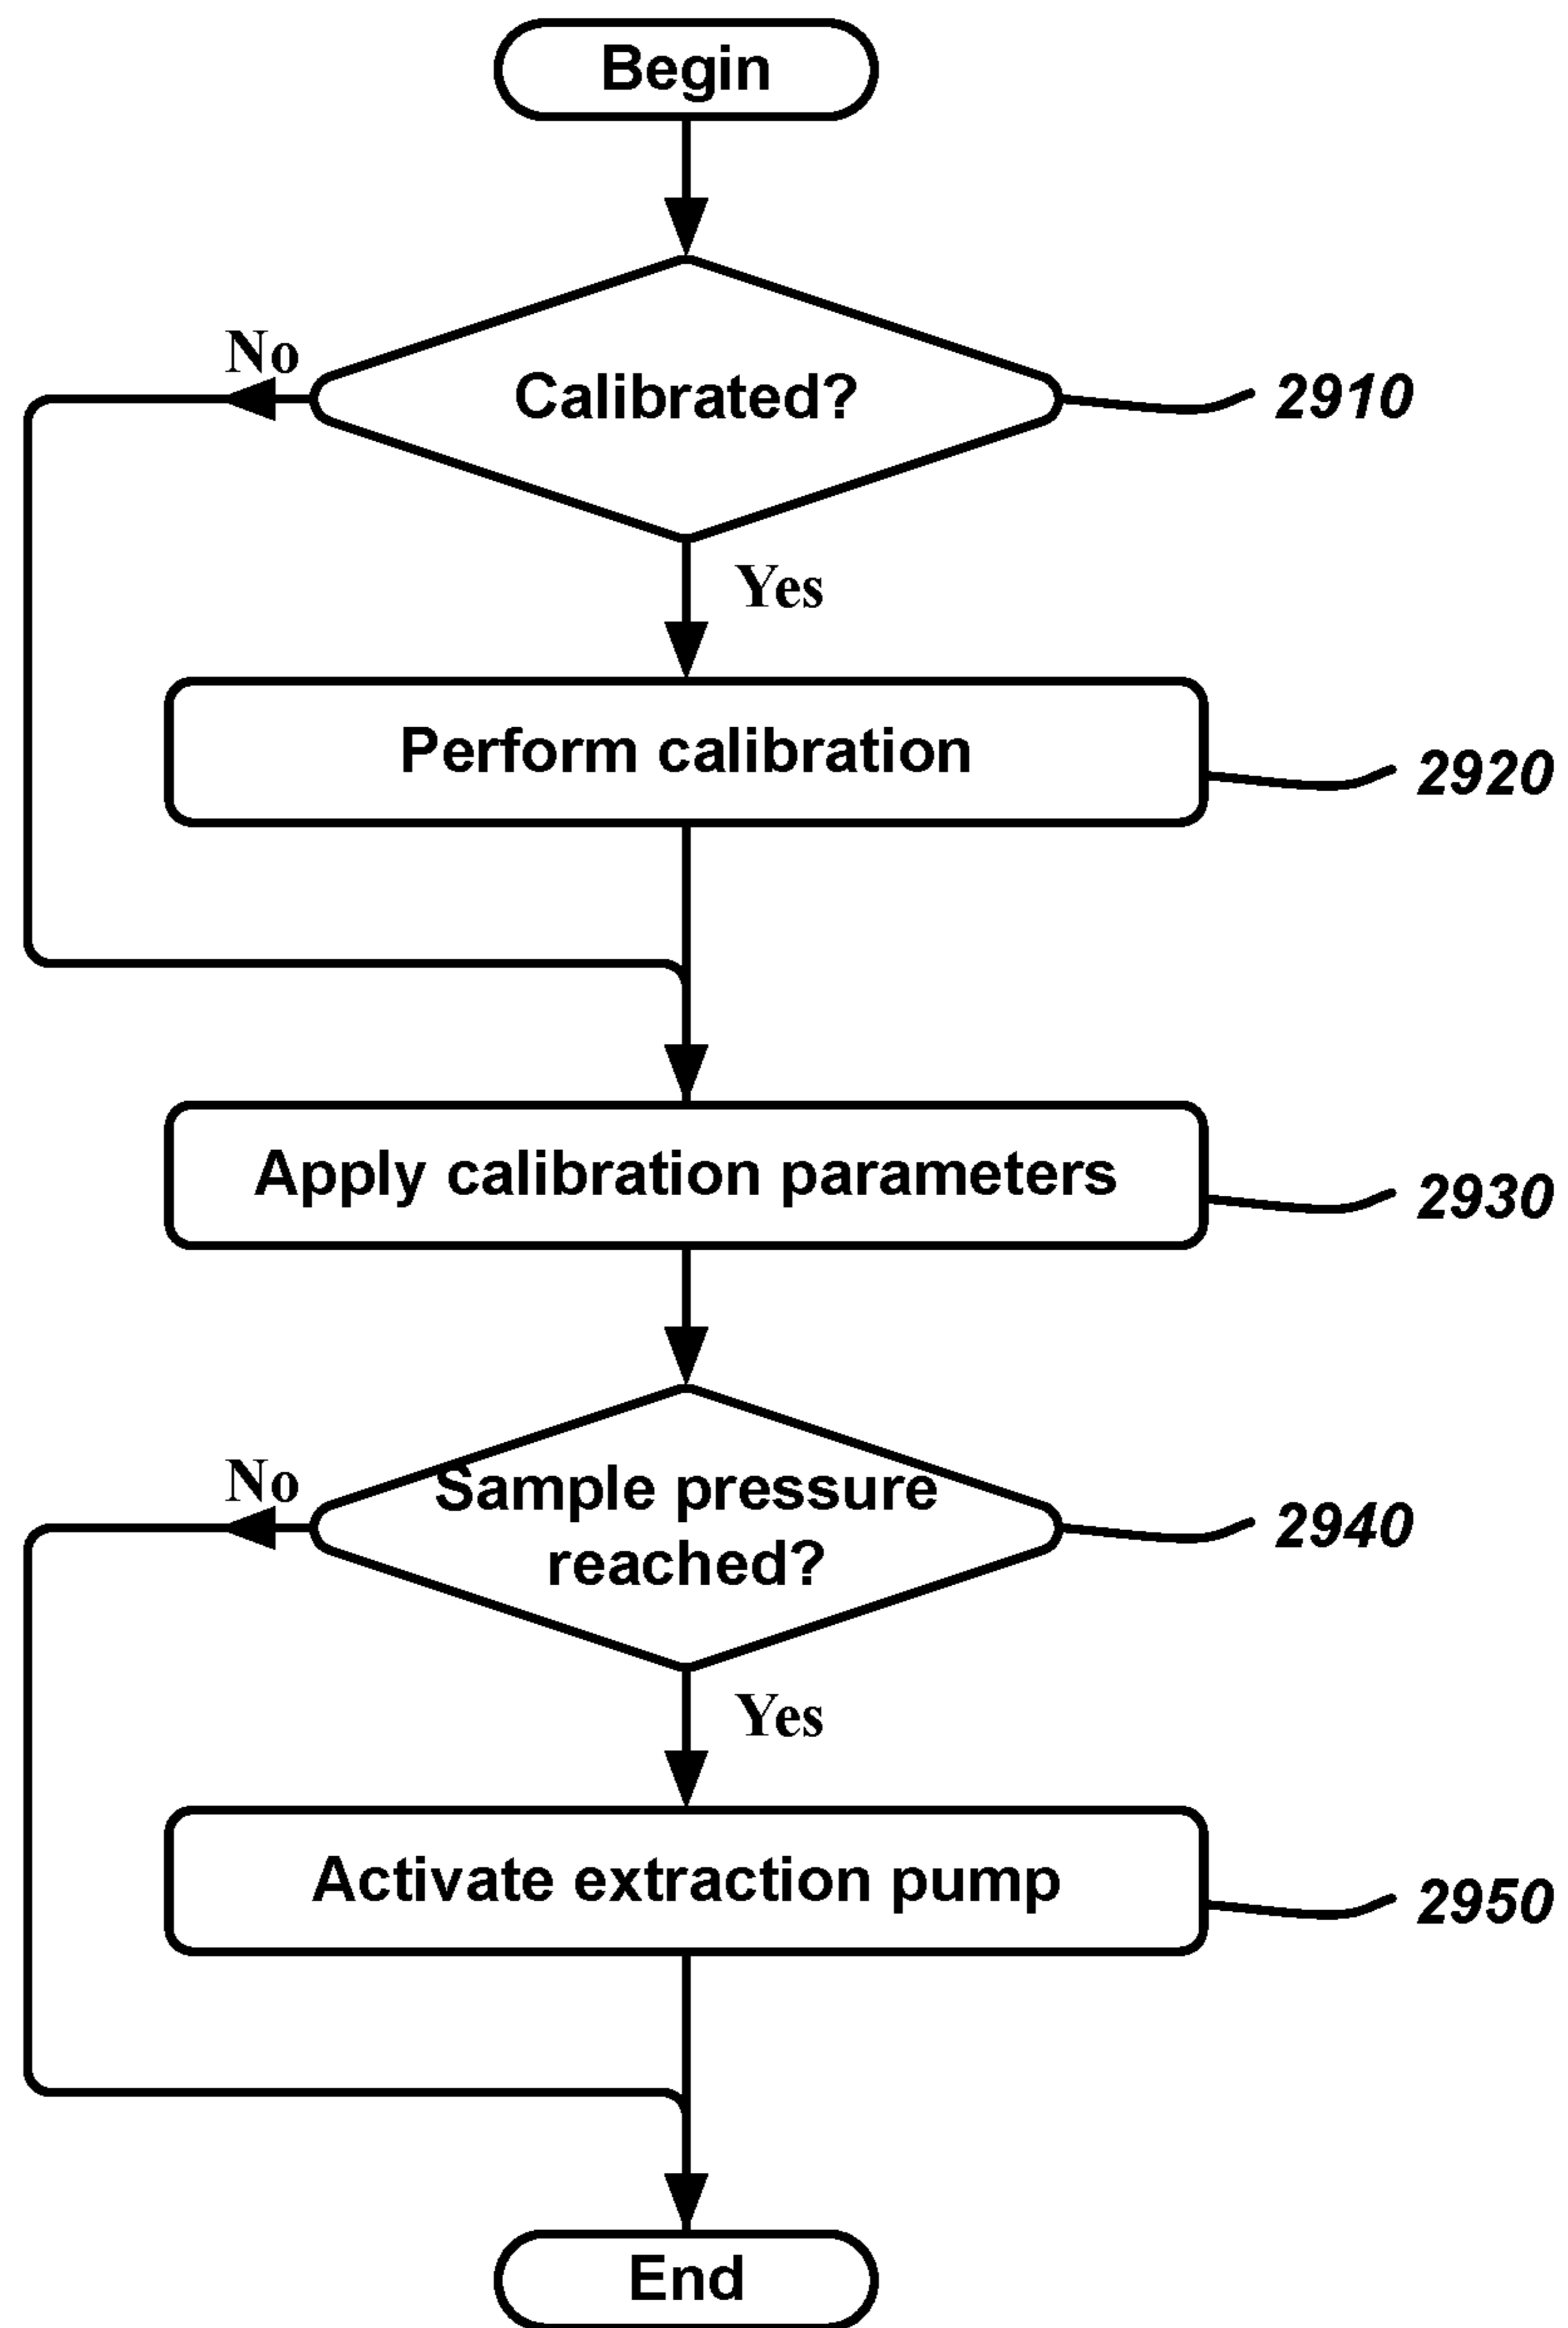 Begin
No
Calibrated?
2910
Yes
Perform calibration
2920
Apply calibration parameters
2930
No
Sample pressure
reached?
2940
Yes
Activate extraction pump
2950
End